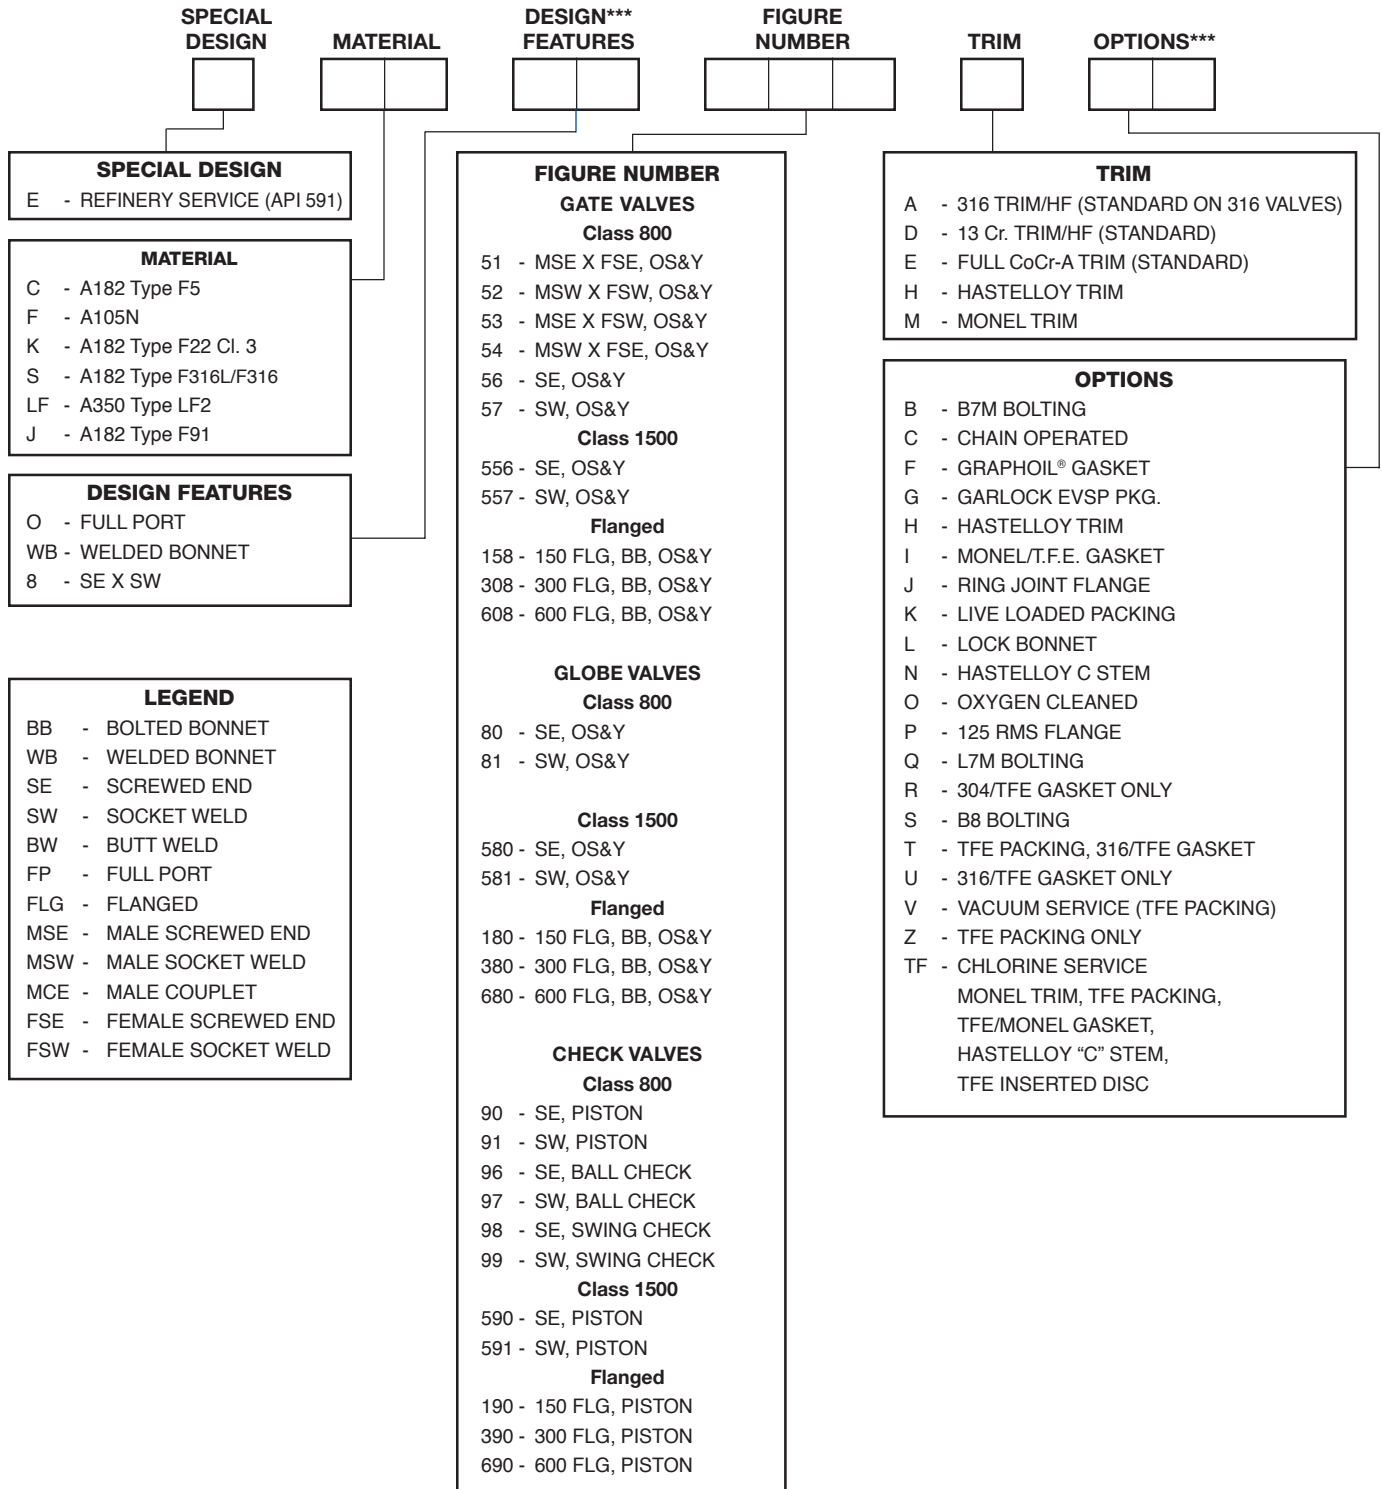 SPECIAL DESIGN
MATERIAL
DESIGN*** FEATURES
FIGURE NUMBER
TRIM
OPTIONS***
SPECIAL DESIGN
E - REFINERY SERVICE (API 591)
MATERIAL
C - A182 Type F5
F - A105N
K - A182 Type F22 Cl. 3
S - A182 Type F316L/F316
LF - A350 Type LF2
J - A182 Type F91
DESIGN FEATURES
O - FULL PORT
WB - WELDED BONNET
8 - SE X SW
LEGEND
BB - BOLTED BONNET
WB - WELDED BONNET
SE - SCREWED END
SW - SOCKET WELD
BW - BUTT WELD
FP - FULL PORT
FLG - FLANGED
MSE - MALE SCREWED END
MSW - MALE SOCKET WELD
MCE - MALE COUPLET
FSE - FEMALE SCREWED END
FSW - FEMALE SOCKET WELD
FIGURE NUMBER
GATE VALVES
Class 800
51 - MSE X FSE, OS&Y
52 - MSW X FSW, OS&Y
53 - MSE X FSW, OS&Y
54 - MSW X FSE, OS&Y
56 - SE, OS&Y
57 - SW, OS&Y
Class 1500
556 - SE, OS&Y
557 - SW, OS&Y
Flanged
158 - 150 FLG, BB, OS&Y
308 - 300 FLG, BB, OS&Y
608 - 600 FLG, BB, OS&Y
GLOBE VALVES
Class 800
80 - SE, OS&Y
81 - SW, OS&Y
Class 1500
580 - SE, OS&Y
581 - SW, OS&Y
Flanged
180 - 150 FLG, BB, OS&Y
380 - 300 FLG, BB, OS&Y
680 - 600 FLG, BB, OS&Y
CHECK VALVES
Class 800
90 - SE, PISTON
91 - SW, PISTON
96 - SE, BALL CHECK
97 - SW, BALL CHECK
98 - SE, SWING CHECK
99 - SW, SWING CHECK
Class 1500
590 - SE, PISTON
591 - SW, PISTON
Flanged
190 - 150 FLG, PISTON
390 - 300 FLG, PISTON
690 - 600 FLG, PISTON
TRIM
A - 316 TRIM/HF (STANDARD ON 316 VALVES)
D - 13 Cr. TRIM/HF (STANDARD)
E - FULL CoCr-A TRIM (STANDARD)
H - HASTELLOY TRIM
M - MONEL TRIM
OPTIONS
B - B7M BOLTING
C - CHAIN OPERATED
F - GRAPHOIL® GASKET
G - GARLOCK EVSP PKG.
H - HASTELLOY TRIM
I - MONEL/T.F.E. GASKET
J - RING JOINT FLANGE
K - LIVE LOADED PACKING
L - LOCK BONNET
N - HASTELLOY C STEM
O - OXYGEN CLEANED
P - 125 RMS FLANGE
Q - L7M BOLTING
R - 304/TFE GASKET ONLY
S - B8 BOLTING
T - TFE PACKING, 316/TFE GASKET
U - 316/TFE GASKET ONLY
V - VACUUM SERVICE (TFE PACKING)
Z - TFE PACKING ONLY
TF - CHLORINE SERVICE
MONEL TRIM, TFE PACKING,
TFE/MONEL GASKET,
HASTELLOY “C” STEM,
TFE INSERTED DISC